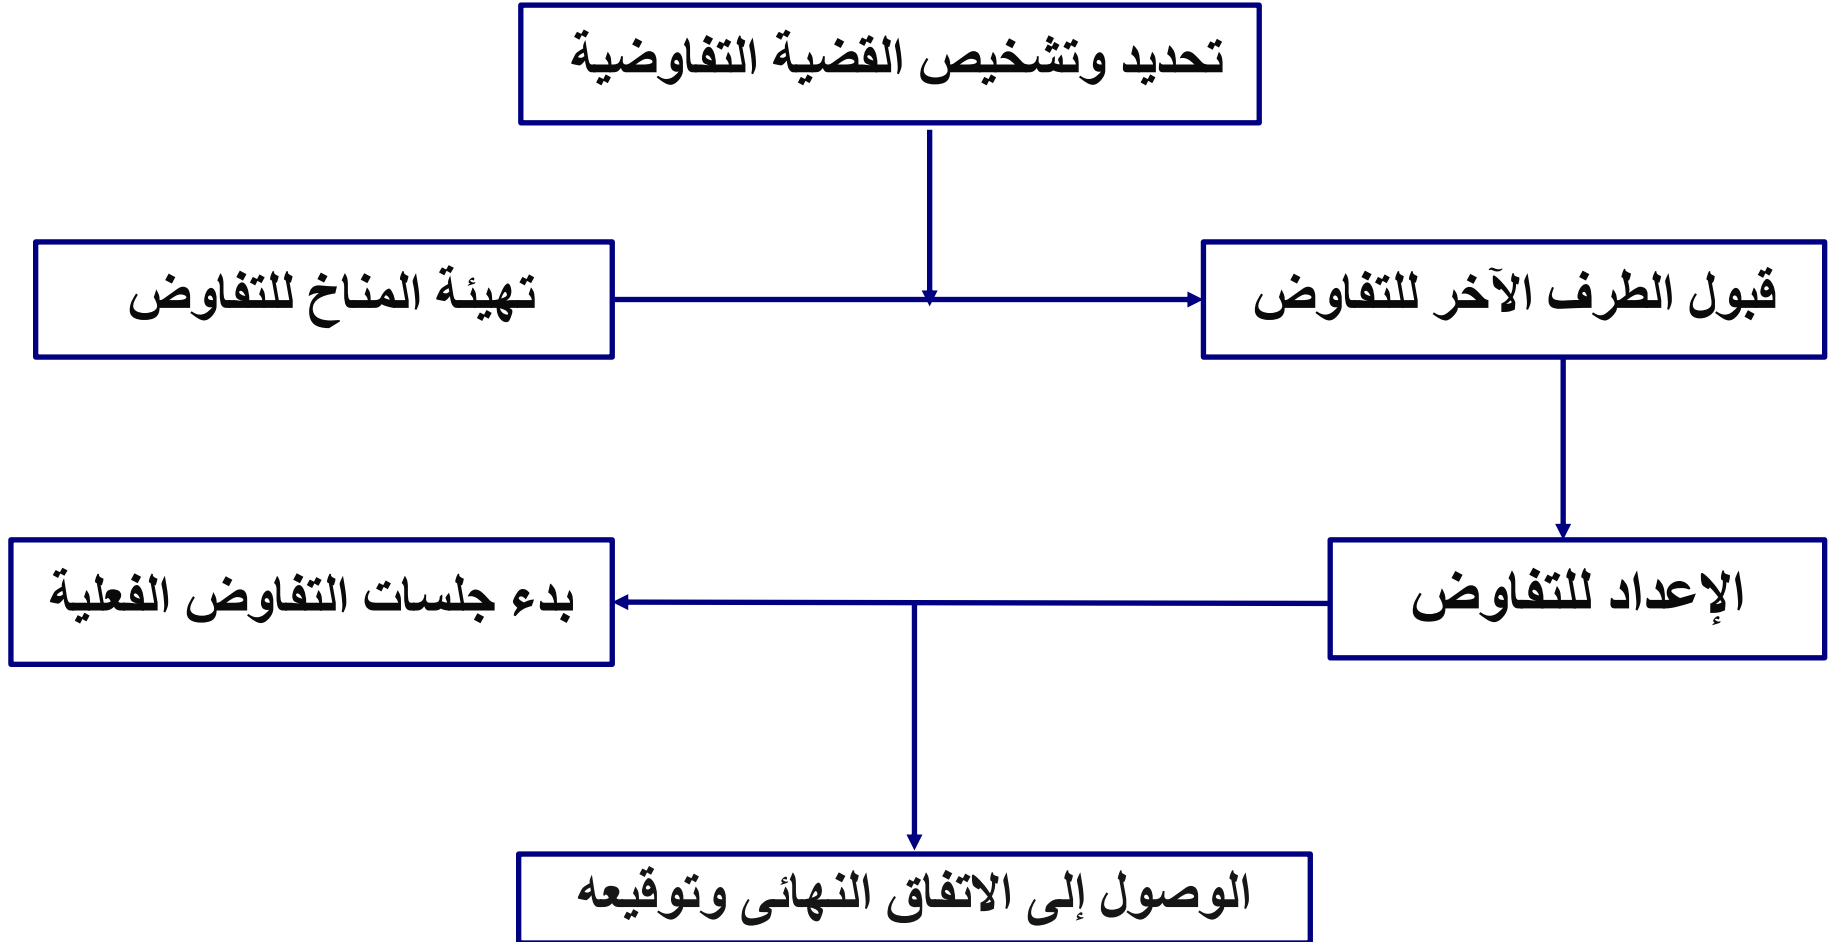 تحديد وتشخيص القضية التفاوضية
قبول الطرف الآخر للتفاوض
تهيئة المناخ للتفاوض
الإعداد للتفاوض
بدء جلسات التفاوض الفعلية
الوصول إلى الاتفاق النهائى وتوقيعه